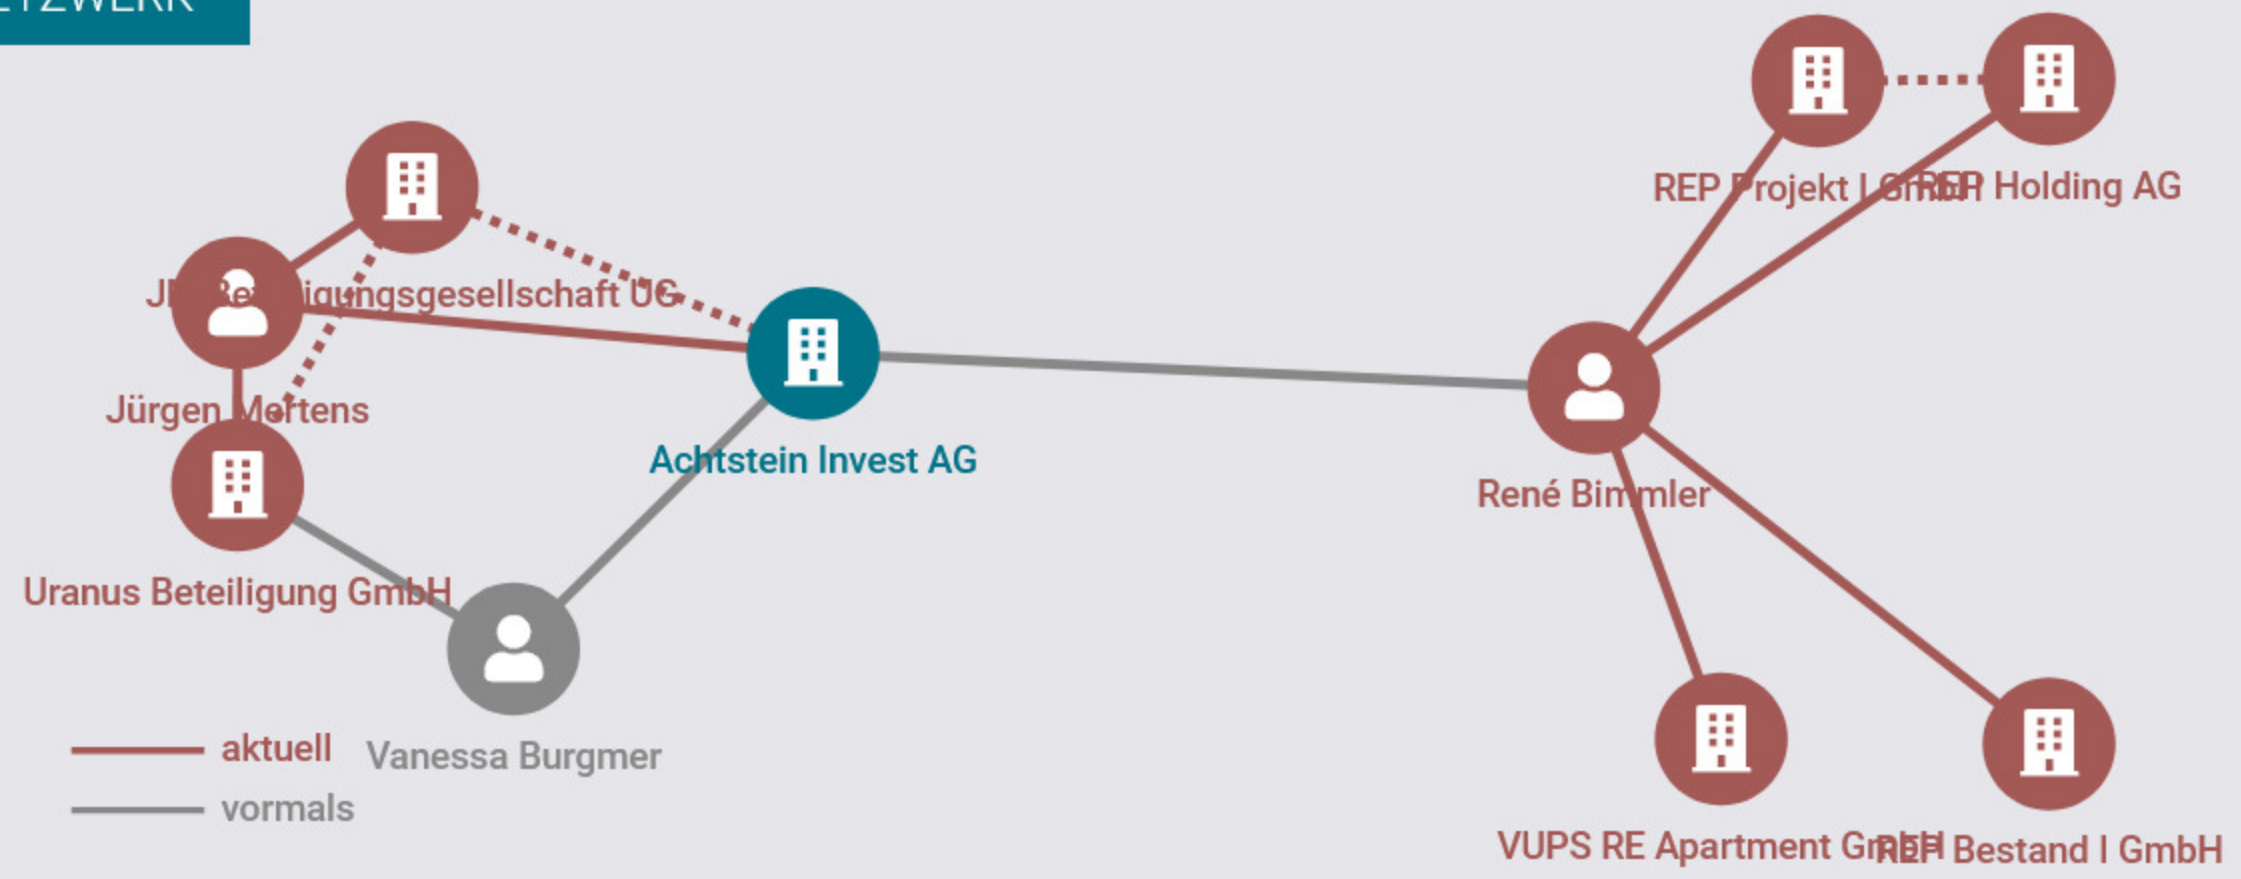 REP Projekt I GmbH
REP Holding AG
Beteiligungsgesellschaft UG
Jürgen Mertens
Achtstein Invest AG
René Bimmler
Uranus Beteiligung GmbH
aktuell
Vanessa Burgmer
vormals
VUPS RE Apartment GmbH
REP Bestand I GmbH